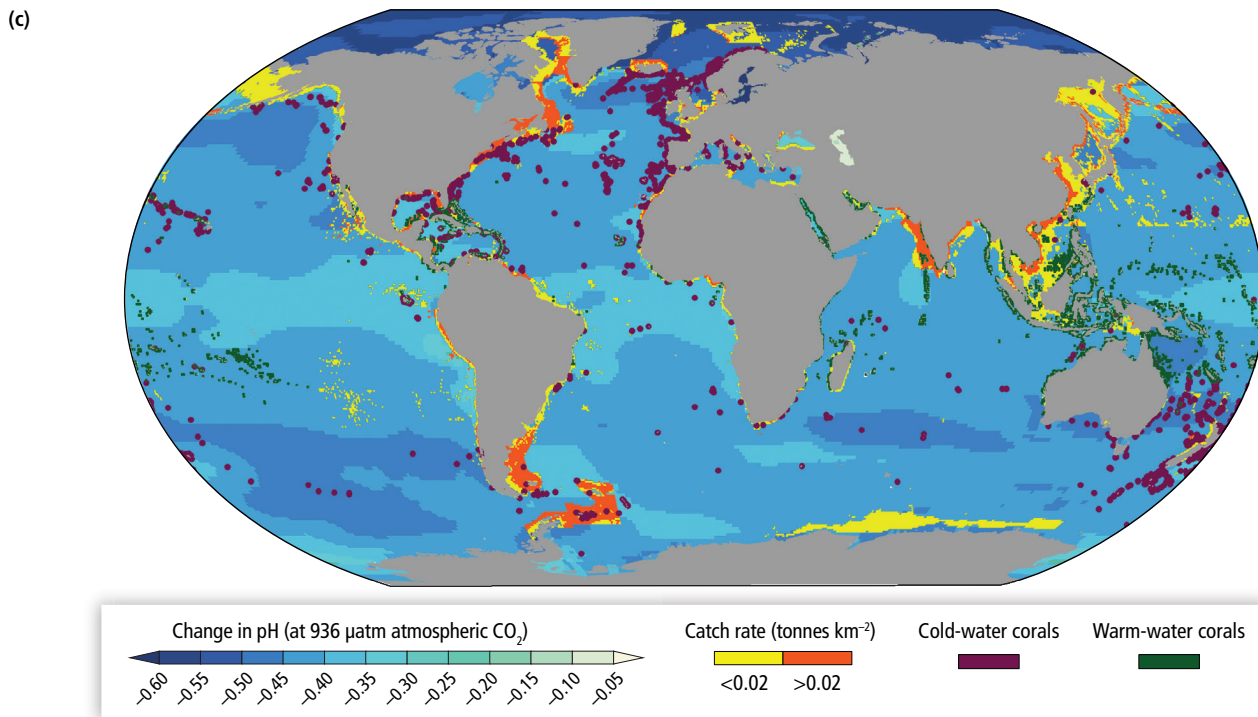 (c)
Change in pH (at 936 µatm atmospheric CO₂)
−0.60
−0.55
−0.50
−0.45
−0.40
−0.35
−0.30
−0.25
−0.20
−0.15
−0.10
−0.05
Catch rate (tonnes km⁻²)
<0.02 >0.02
Cold-water corals
Warm-water corals